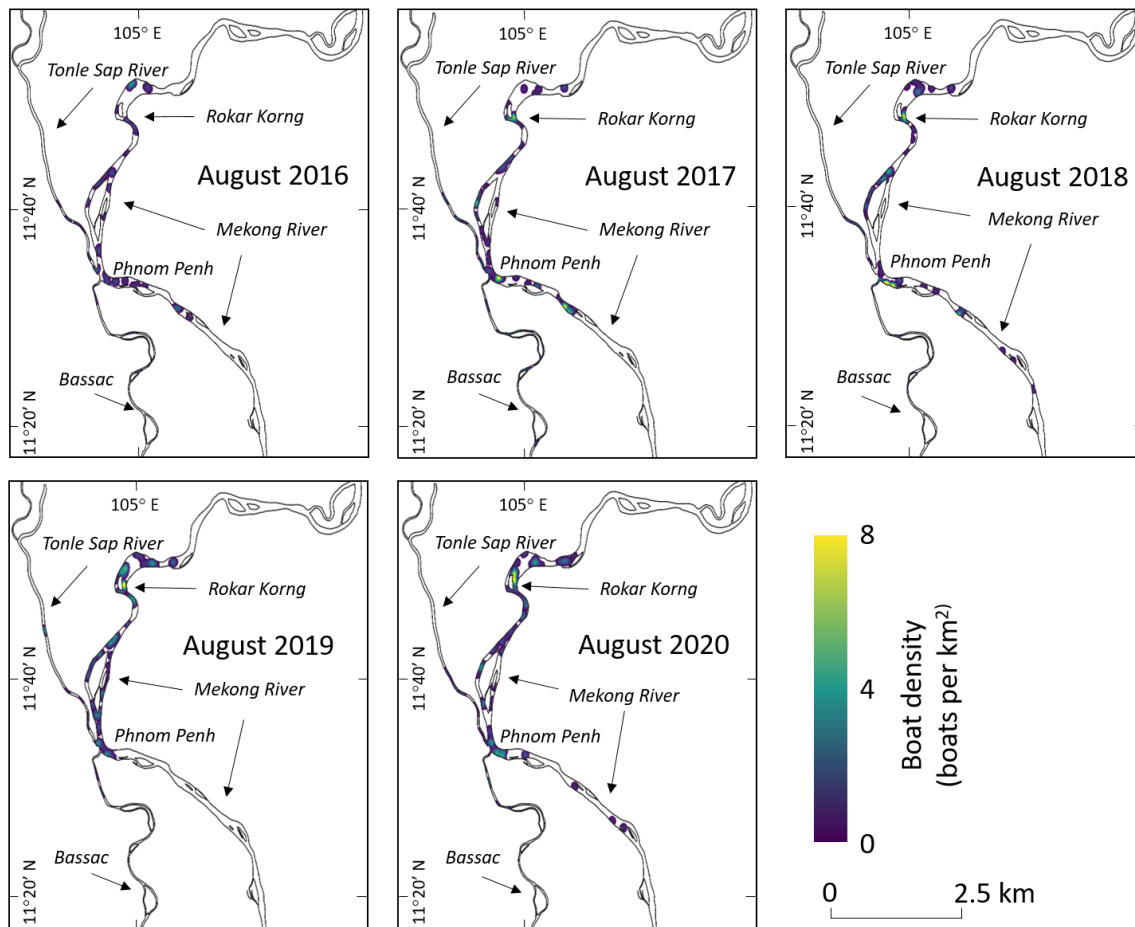 105° E
Tonle Sap River
Rokar Korng
August 2016
11°40′ N
Mekong River
Phnom Penh
Bassac
11°20′ N
105° E
Tonle Sap River
Rokar Korng
August 2017
11°40′ N
Mekong River
Phnom Penh
Bassac
11°20′ N
105° E
Tonle Sap River
Rokar Korng
August 2018
11°40′ N
Mekong River
Phnom Penh
Bassac
11°20′ N
105° E
Tonle Sap River
Rokar Korng
August 2019
11°40′ N
Mekong River
Phnom Penh
Bassac
11°20′ N
105° E
Tonle Sap River
Rokar Korng
August 2020
11°40′ N
Mekong River
Phnom Penh
Bassac
11°20′ N
8
4
0
Boat density
(boats per km²)
0 2.5 km